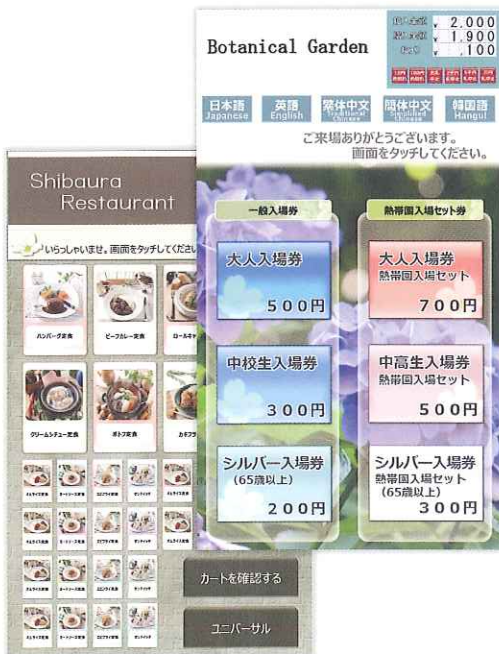 Botanical Garden
2.000
1.900
.100
日本語
Japanese
英語
English
繁体中文
Traditional
Chinese
簡体中文
Simplified
Chinese
韓国語
Hangul
ご来場ありがとうございます。
画面をタッチしてください。
一般入場券
熱帯園入場セット券
大人入場券
500円
大人入場券
熱帯園入場セット
700円
中校生入場券
300円
中高生入場券
熱帯園入場セット
500円
シルバー入場券
(65歳以上)
200円
シルバー入場券
熱帯園入場セット
(65歳以上)
300円
Shibaura
Restaurant
いらっしゃいませ。画面をタッチしてくださ
ハンバーグ定食
ビーフカレー定食
ロールキャ
クリームシチュー定食
ポトフ定食
カキフラ
カートを確認する
ユニバーサル